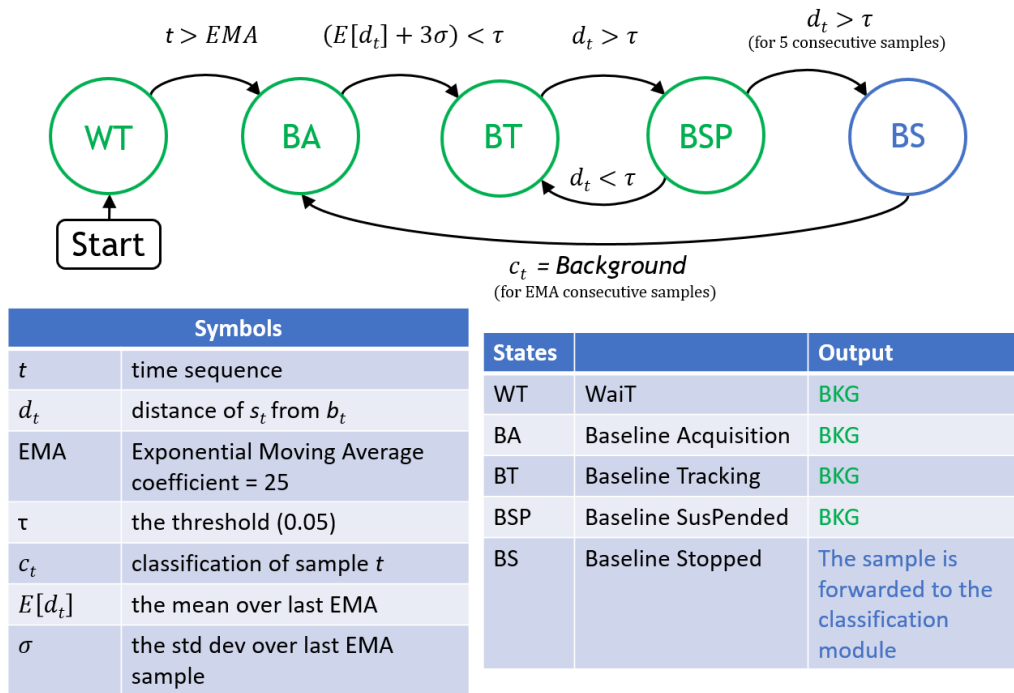 t > EMA
(E[d_t] + 3σ) < τ
d_t > τ
d_t > τ
(for 5 consecutive samples)
WT
BA
BT
BSP
BS
d_t < τ
Start
c_t = Background
(for EMA consecutive samples)
Symbols
t time sequence
d_t distance of s_t from b_t
EMA Exponential Moving Average
coefficient = 25
τ the threshold (0.05)
c_t classification of sample t
E[d_t] the mean over last EMA
σ the std dev over last EMA
sample
States Output
WT WaiT BKG
BA Baseline Acquisition BKG
BT Baseline Tracking BKG
BSP Baseline SusPended BKG
BS Baseline Stopped The sample is
forwarded to the
classification
module